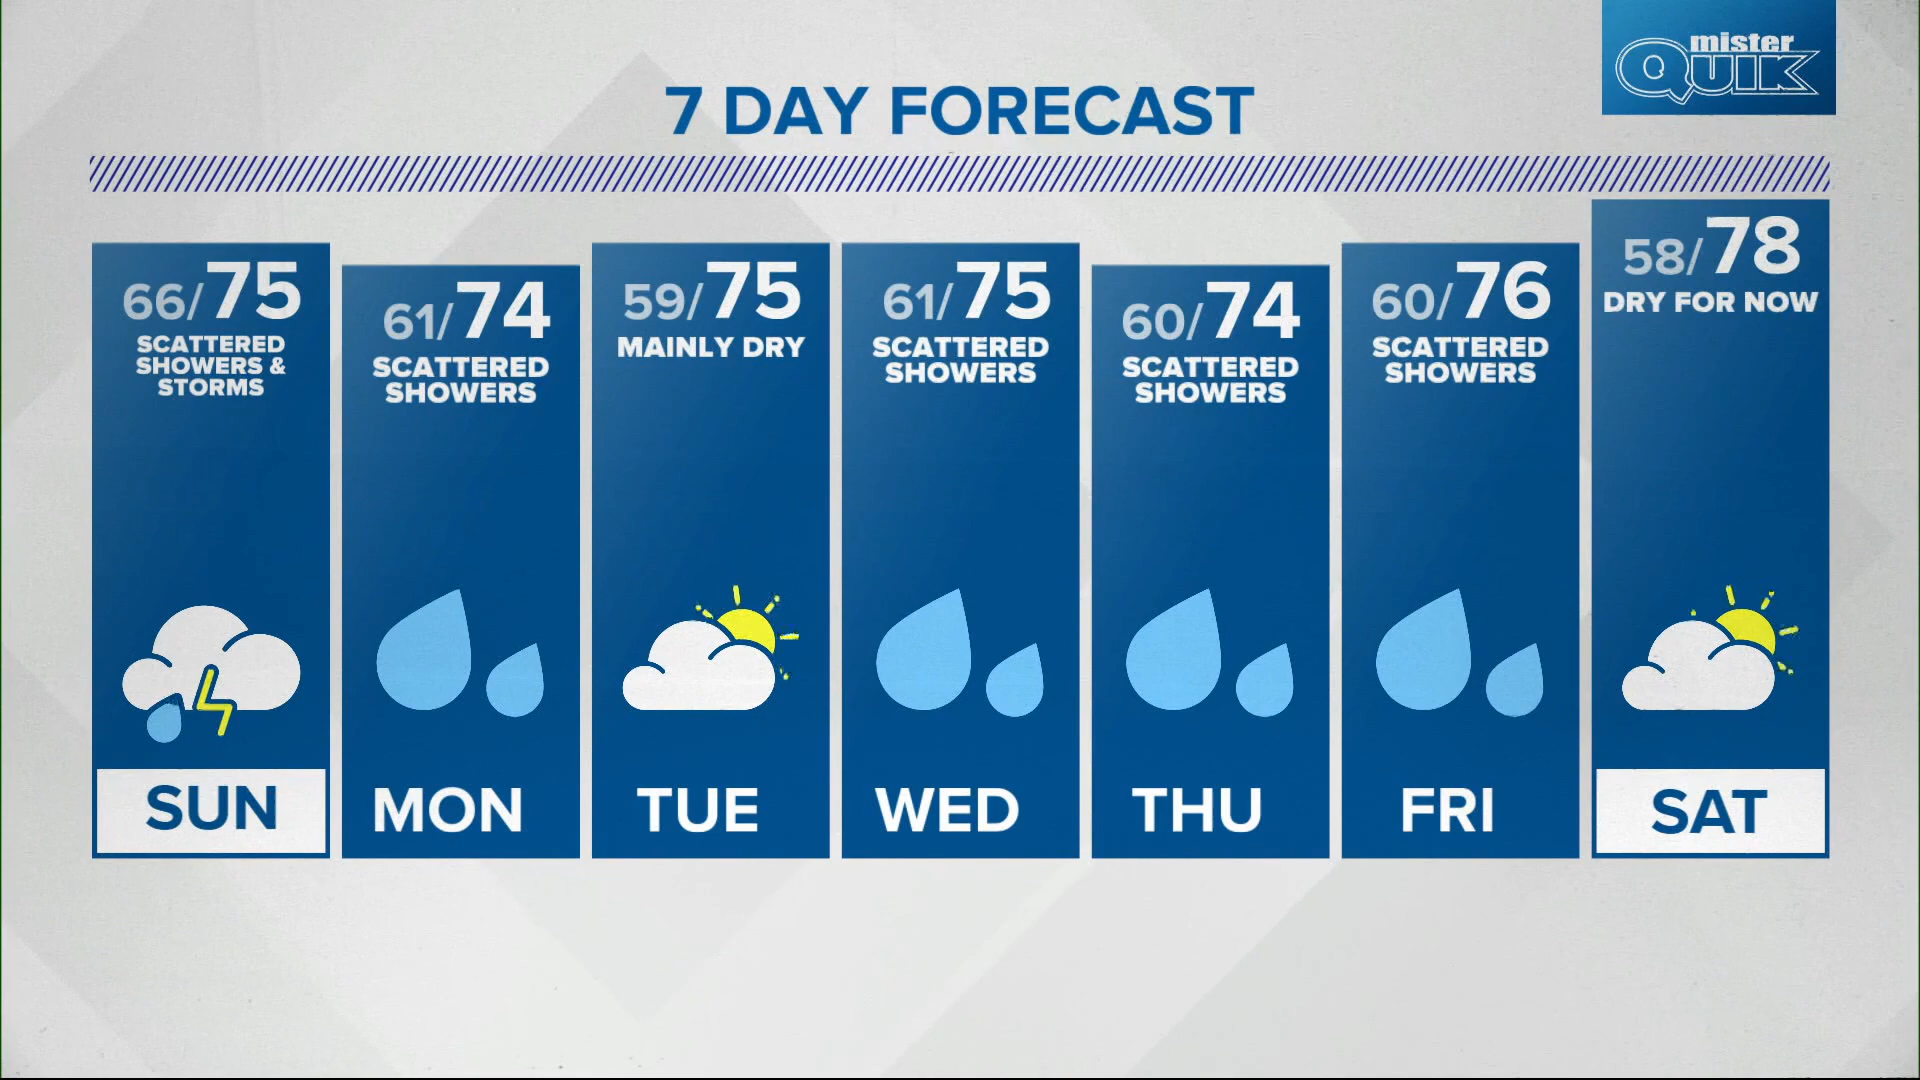 mister
QUIK
7 DAY FORECAST
66/75
SCATTERED
SHOWERS &
STORMS
SUN
61/74
SCATTERED
SHOWERS
MON
59/75
MAINLY DRY
TUE
61/75
SCATTERED
SHOWERS
WED
60/74
SCATTERED
SHOWERS
THU
60/76
SCATTERED
SHOWERS
FRI
58/78
DRY FOR NOW
SAT